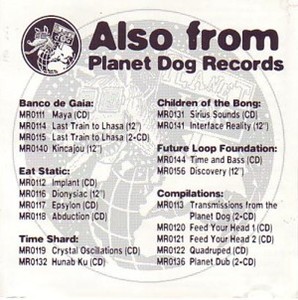 Also from
Planet Dog Records
Banco de Gaia:
MR0111 Maya (CD)
MR0114 Last Train to Lhasa (12")
MR0115 Last Train to Lhasa (2•CD)
MR0140 Kincajou (12")
Eat Static:
MR0112 Implant (CD)
MR0116 Dionysiac (12")
MR0117 Epsylon (CD)
MR0118 Abduction (CD)
Time Shard:
MR0119 Crystal Oscillations (CD)
MR0132 Hunab Ku (CD)
Children of the Bong:
MR0131 Sirius Sounds (CD)
MR0141 Interface Reality (12")
Future Loop Foundation:
MR0144 Time and Bass (CD)
MR0156 Discovery (12")
Compilations:
MR0113 Transmissions from the
Planet Dog (2•CD)
MR0120 Feed Your Head 1 (CD)
MR0121 Feed Your Head 2 (CD)
MR0122 Quadruped (CD)
MR0136 Planet Dub (2•CD)